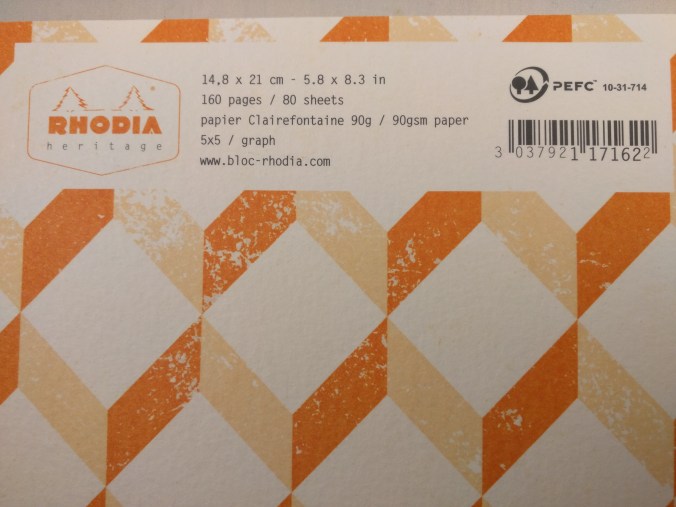 RHODIA
heritage
14.8 x 21 cm - 5.8 x 8.3 in
160 pages / 80 sheets
papier Clairefontaine 90g / 90gsm paper
5x5 / graph
www.bloc-rhodia.com
PEFC™ 10-31-714
3 037921 171622